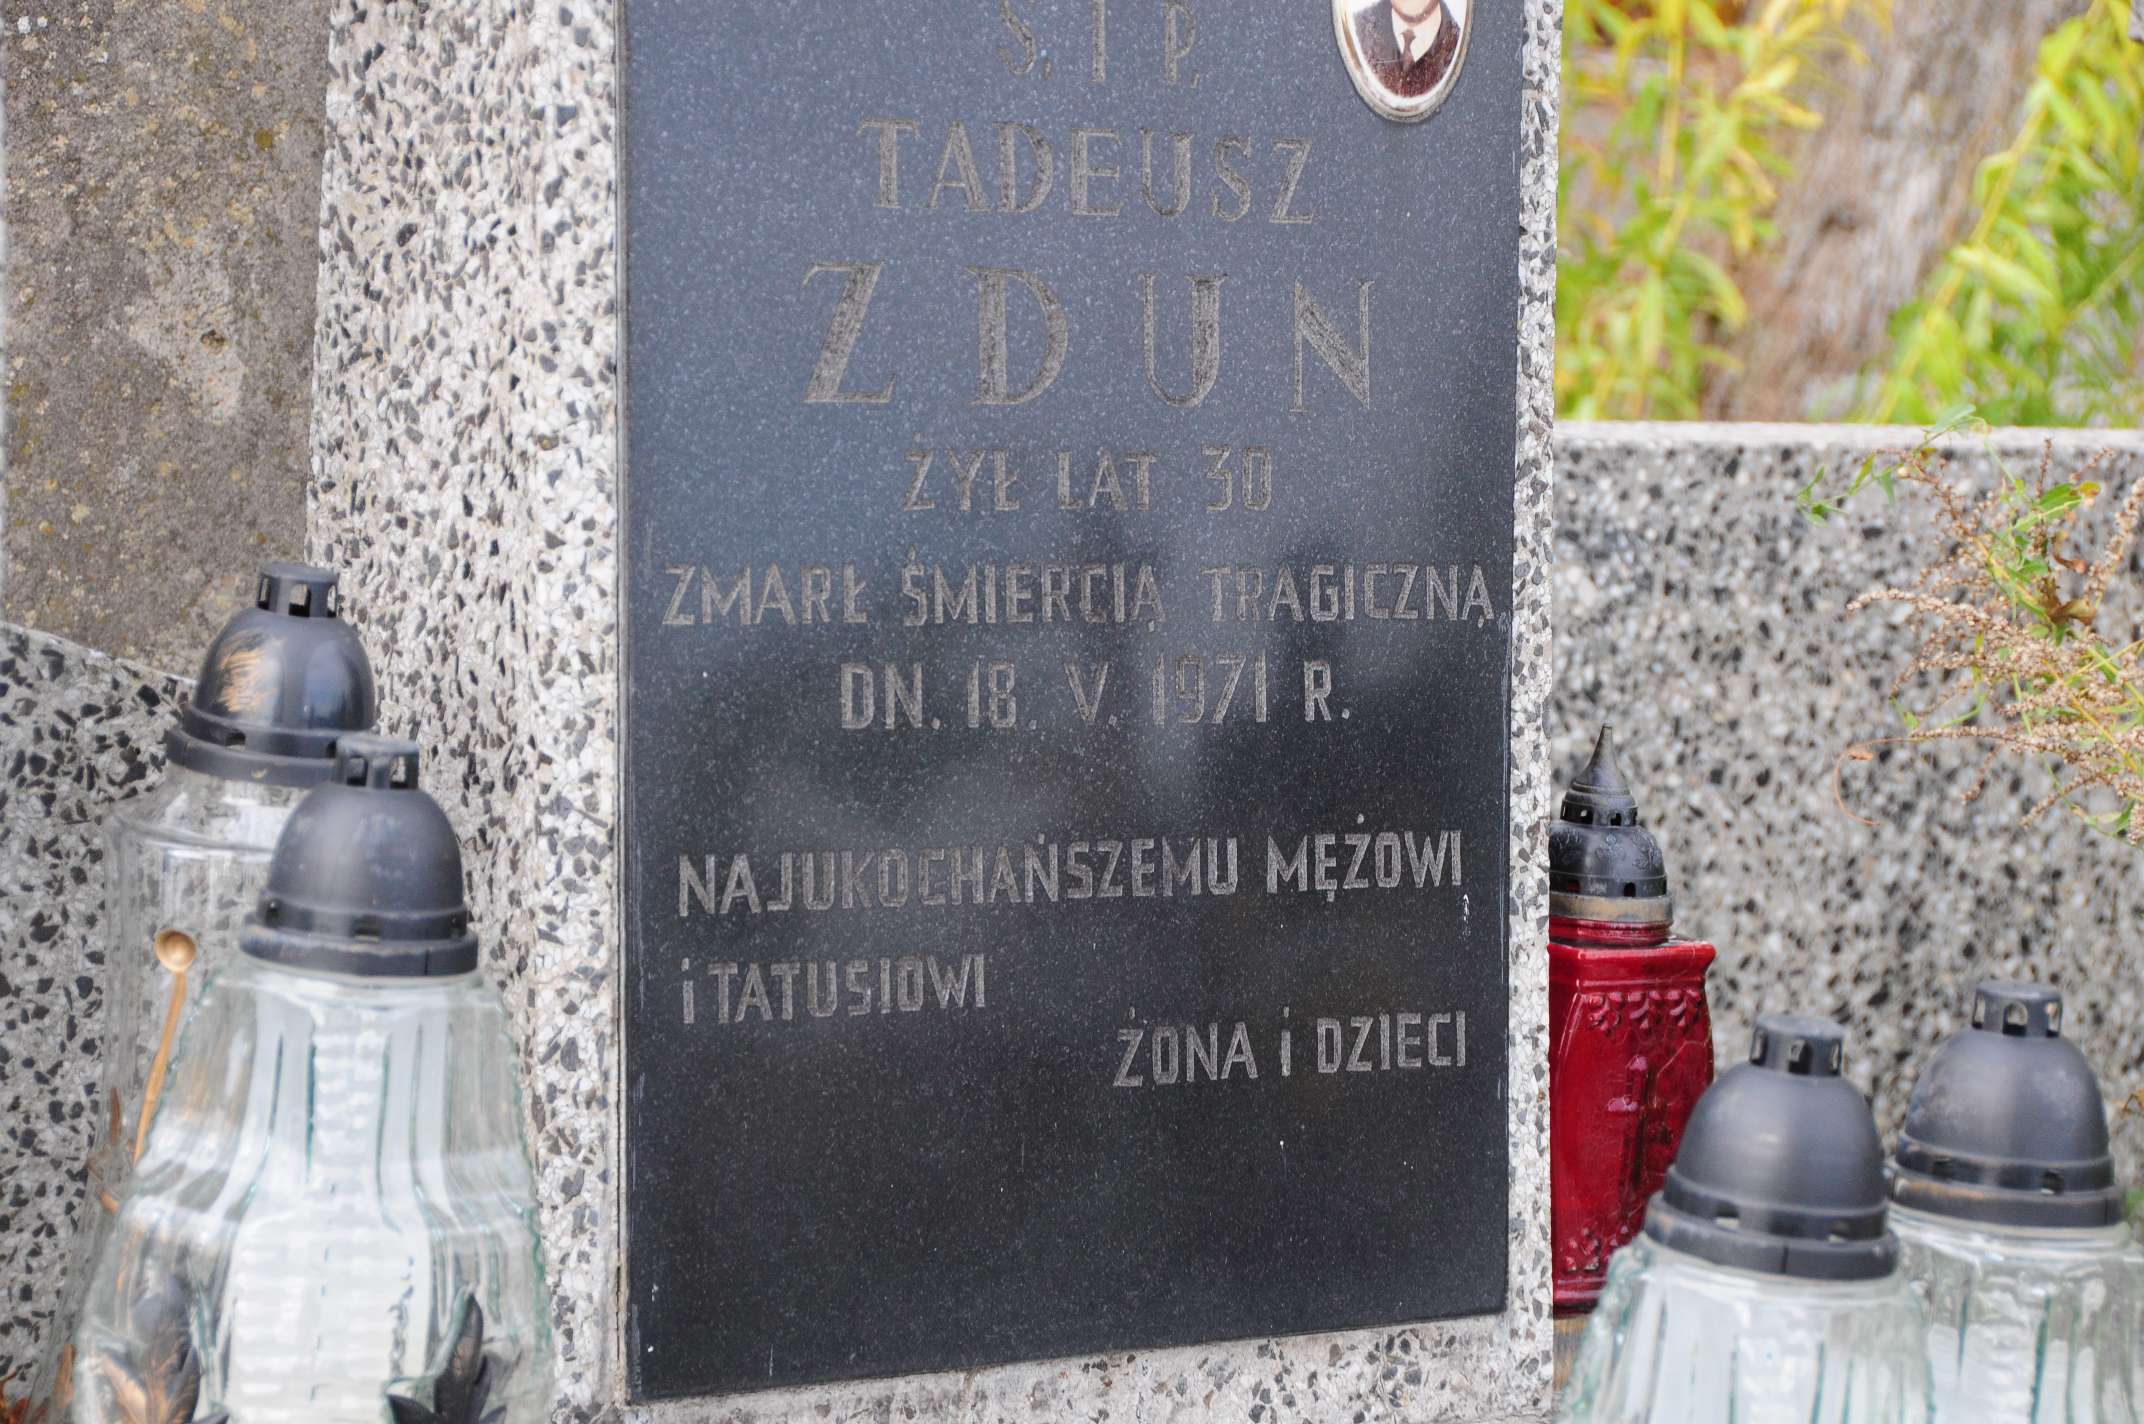 Ś. † P.
TADEUSZ
ZDUN
ŻYŁ LAT 30
ZMARŁ ŚMIERCIĄ TRAGICZNĄ
DN. 18. V. 1971 R.
NAJUKOCHAŃSZEMU MĘŻOWI
i TATUSIOWI
ŻONA i DZIECI